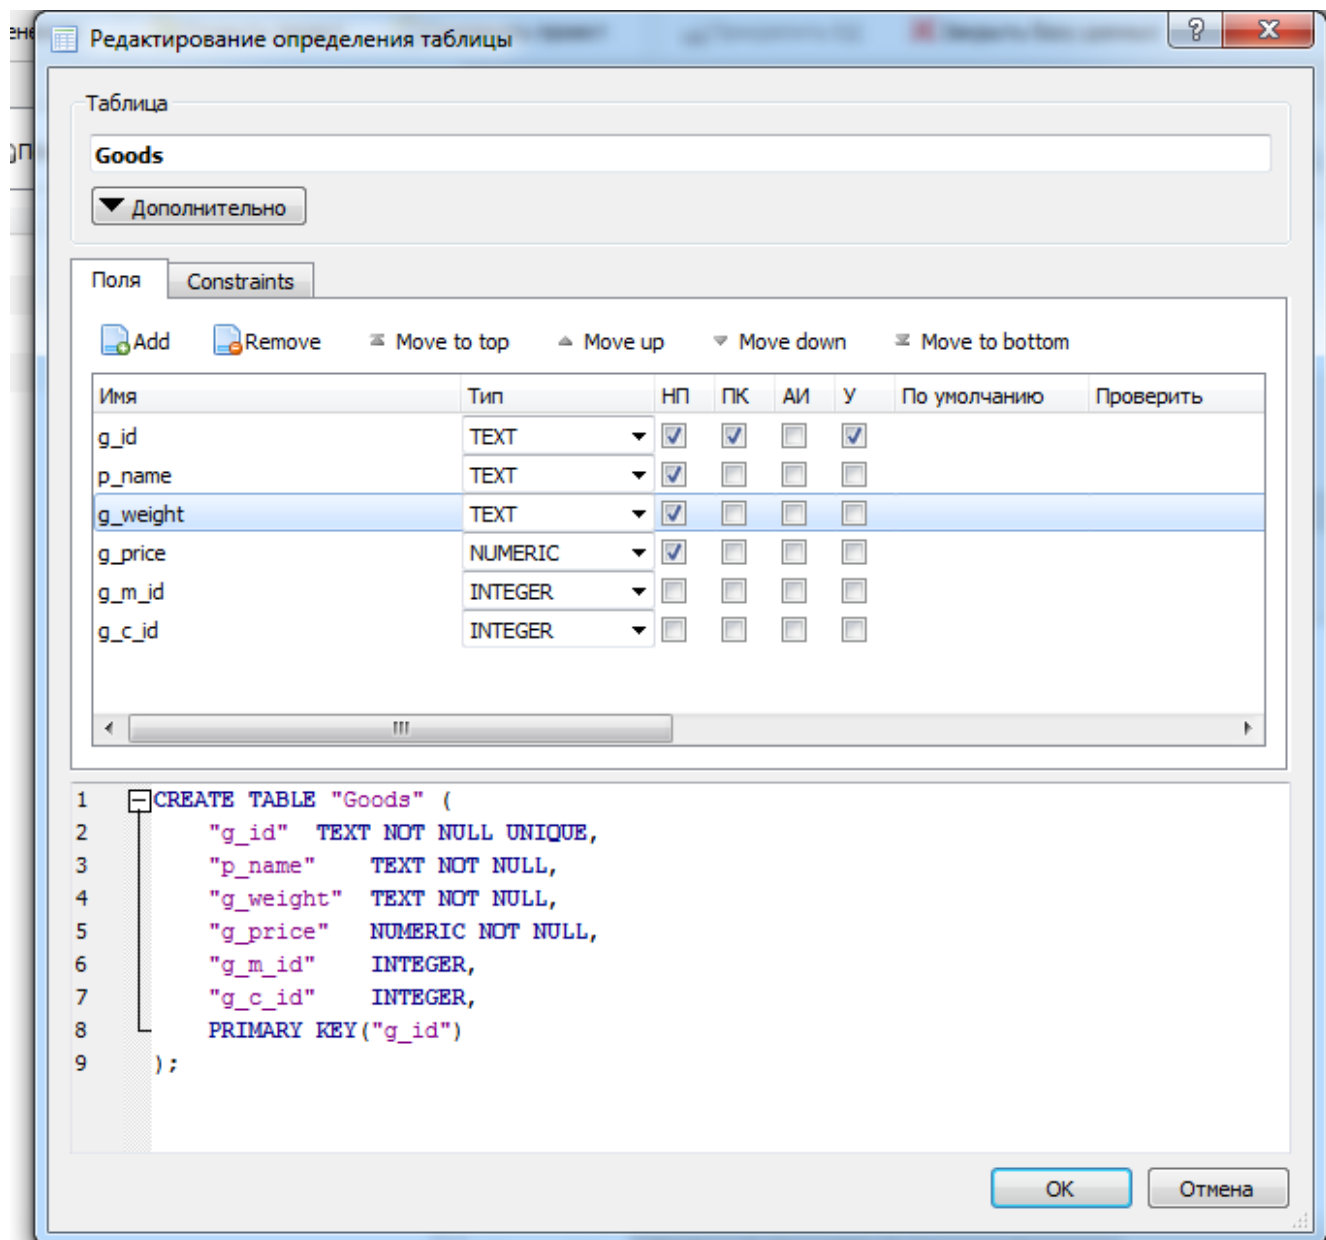 Редактирование определения таблицы
Таблица
Goods
Дополнительно
Поля Constraints
Add Remove Move to top Move up Move down Move to bottom
Имя Тип НП ПК АИ У По умолчанию Проверить
g_id TEXT
p_name TEXT
g_weight TEXT
g_price NUMERIC
g_m_id INTEGER
g_c_id INTEGER
1 CREATE TABLE "Goods" (
2 "g_id" TEXT NOT NULL UNIQUE,
3 "p_name" TEXT NOT NULL,
4 "g_weight" TEXT NOT NULL,
5 "g_price" NUMERIC NOT NULL,
6 "g_m_id" INTEGER,
7 "g_c_id" INTEGER,
8 PRIMARY KEY("g_id")
9 );
OK Отмена